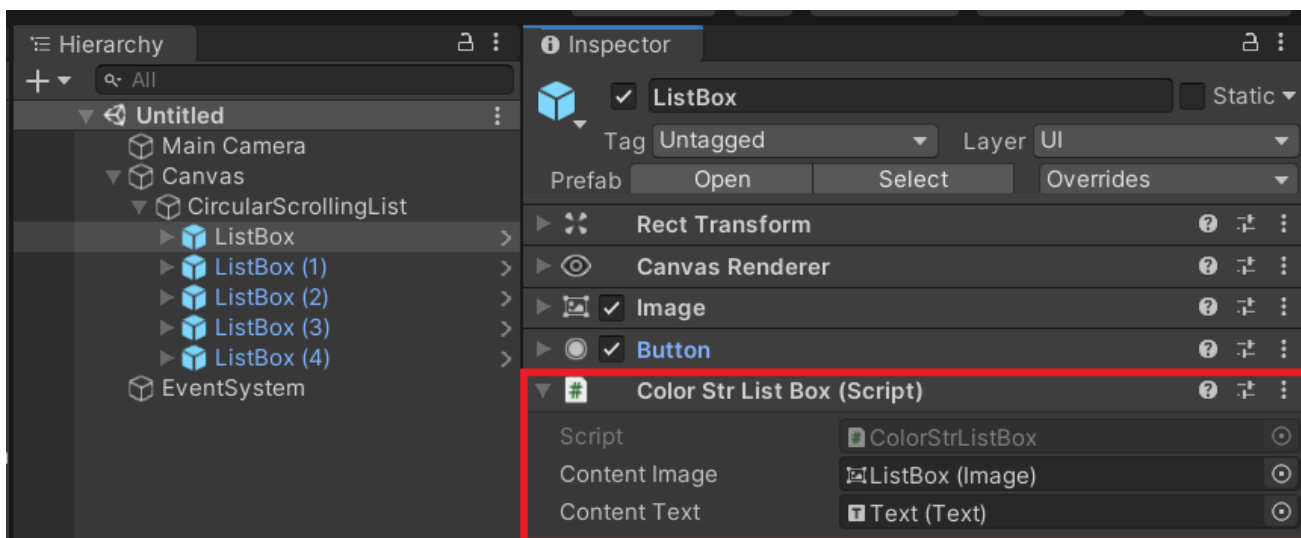 Hierarchy
All
Untitled
Main Camera
Canvas
CircularScrollingList
ListBox
ListBox (1)
ListBox (2)
ListBox (3)
ListBox (4)
EventSystem
Inspector
ListBox
Static
Tag Untagged Layer UI
Prefab Open Select Overrides
Rect Transform
Canvas Renderer
Image
Button
# Color Str List Box (Script)
Script ColorStrListBox
Content Image ListBox (Image)
Content Text Text (Text)